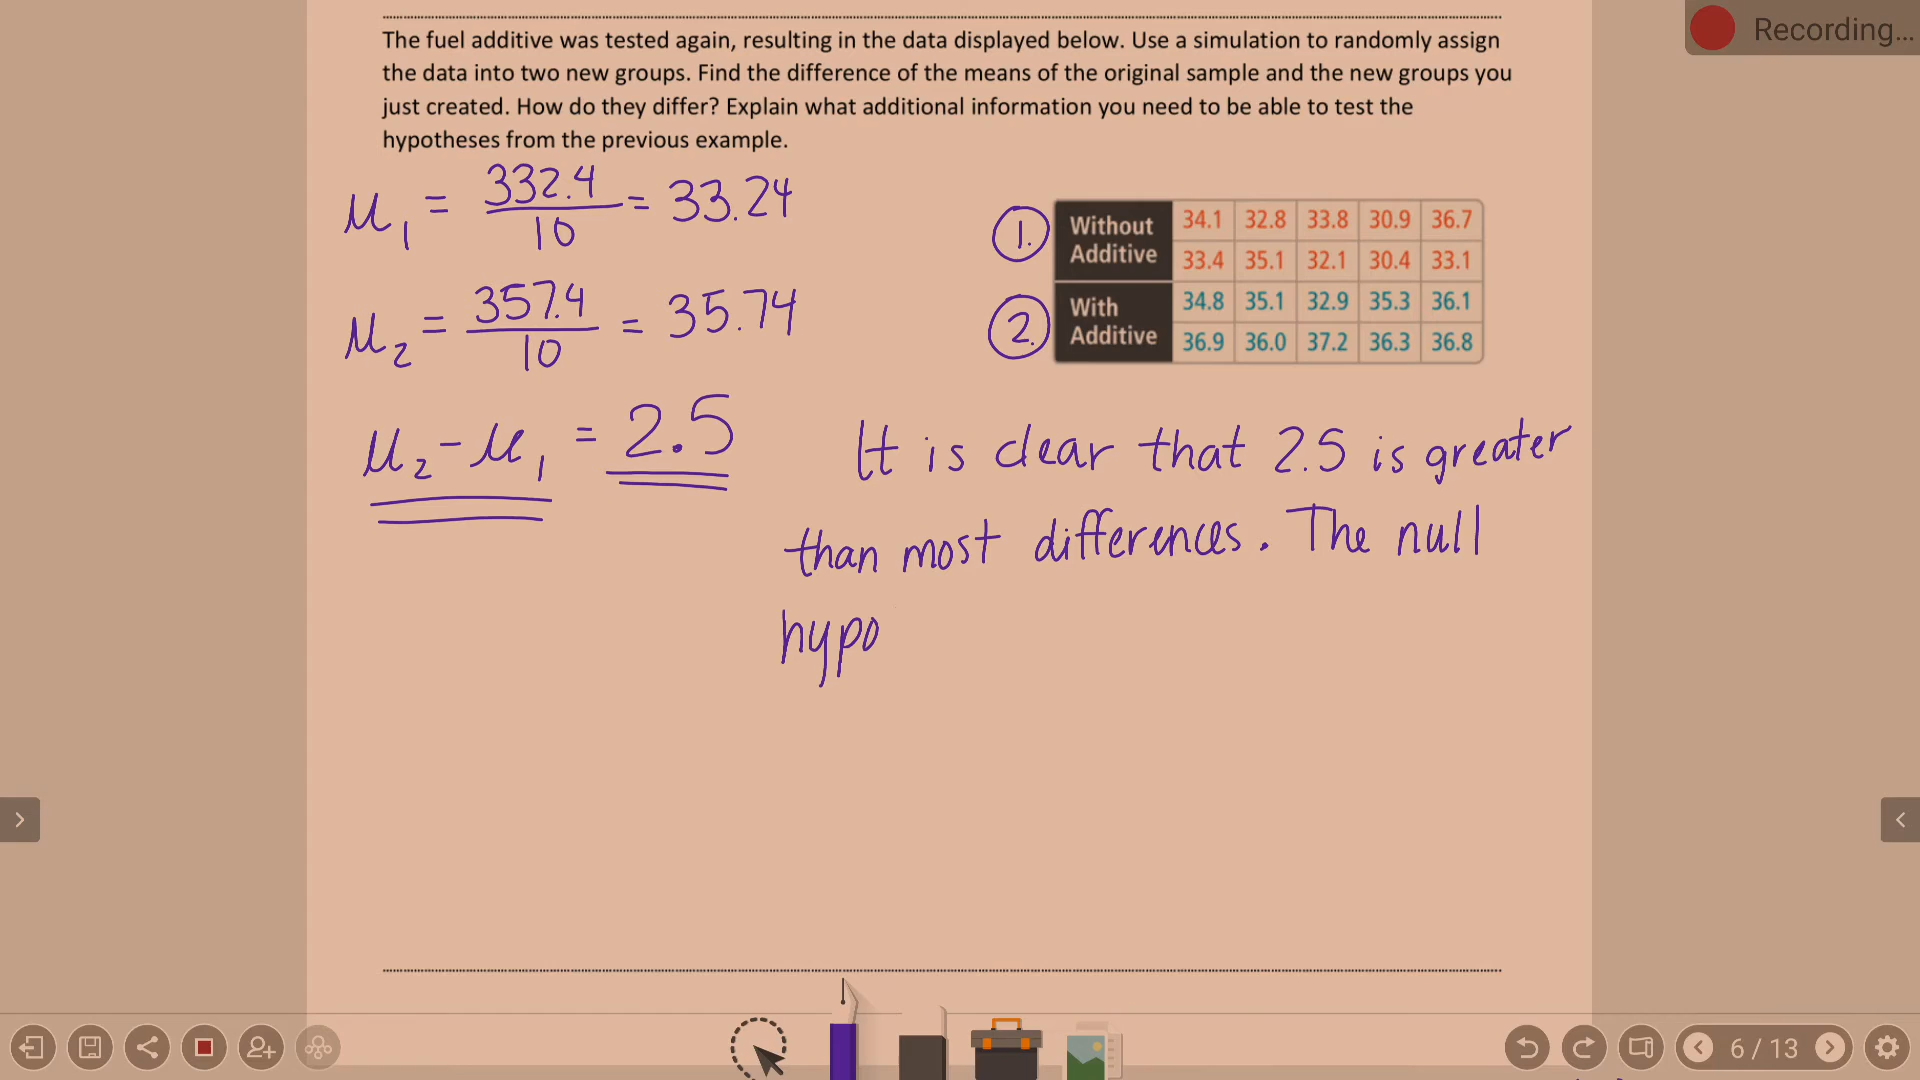 Recording...
The fuel additive was tested again, resulting in the data displayed below. Use a simulation to randomly assign
the data into two new groups. Find the difference of the means of the original sample and the new groups you
just created. How do they differ? Explain what additional information you need to be able to test the
hypotheses from the previous example.
μ₁ = 332.4/10 = 33.24
μ₂ = 357.4/10 = 35.74
μ₂ - μ₁ = 2.5
1. Without Additive 34.1 32.8 33.8 30.9 36.7
33.4 35.1 32.1 30.4 33.1
2. With Additive 34.8 35.1 32.9 35.3 36.1
36.9 36.0 37.2 36.3 36.8
It is clear that 2.5 is greater
than most differences. The null
hypo
6 / 13